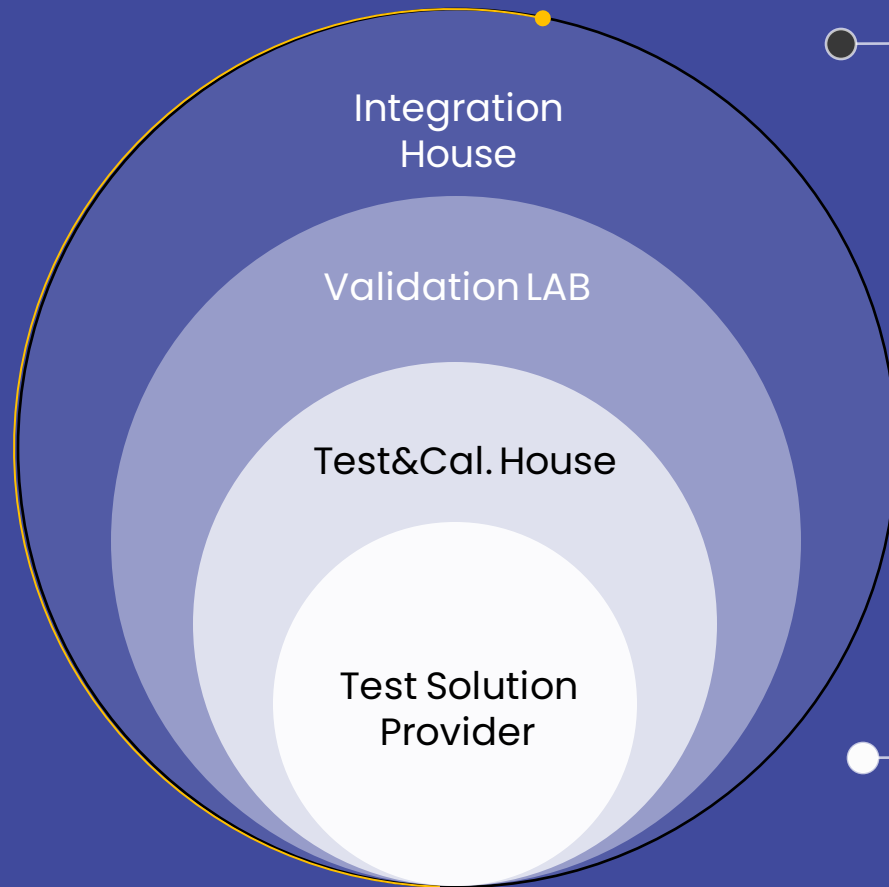 Integration
House
Validation LAB
Test&Cal. House
Test Solution
Provider